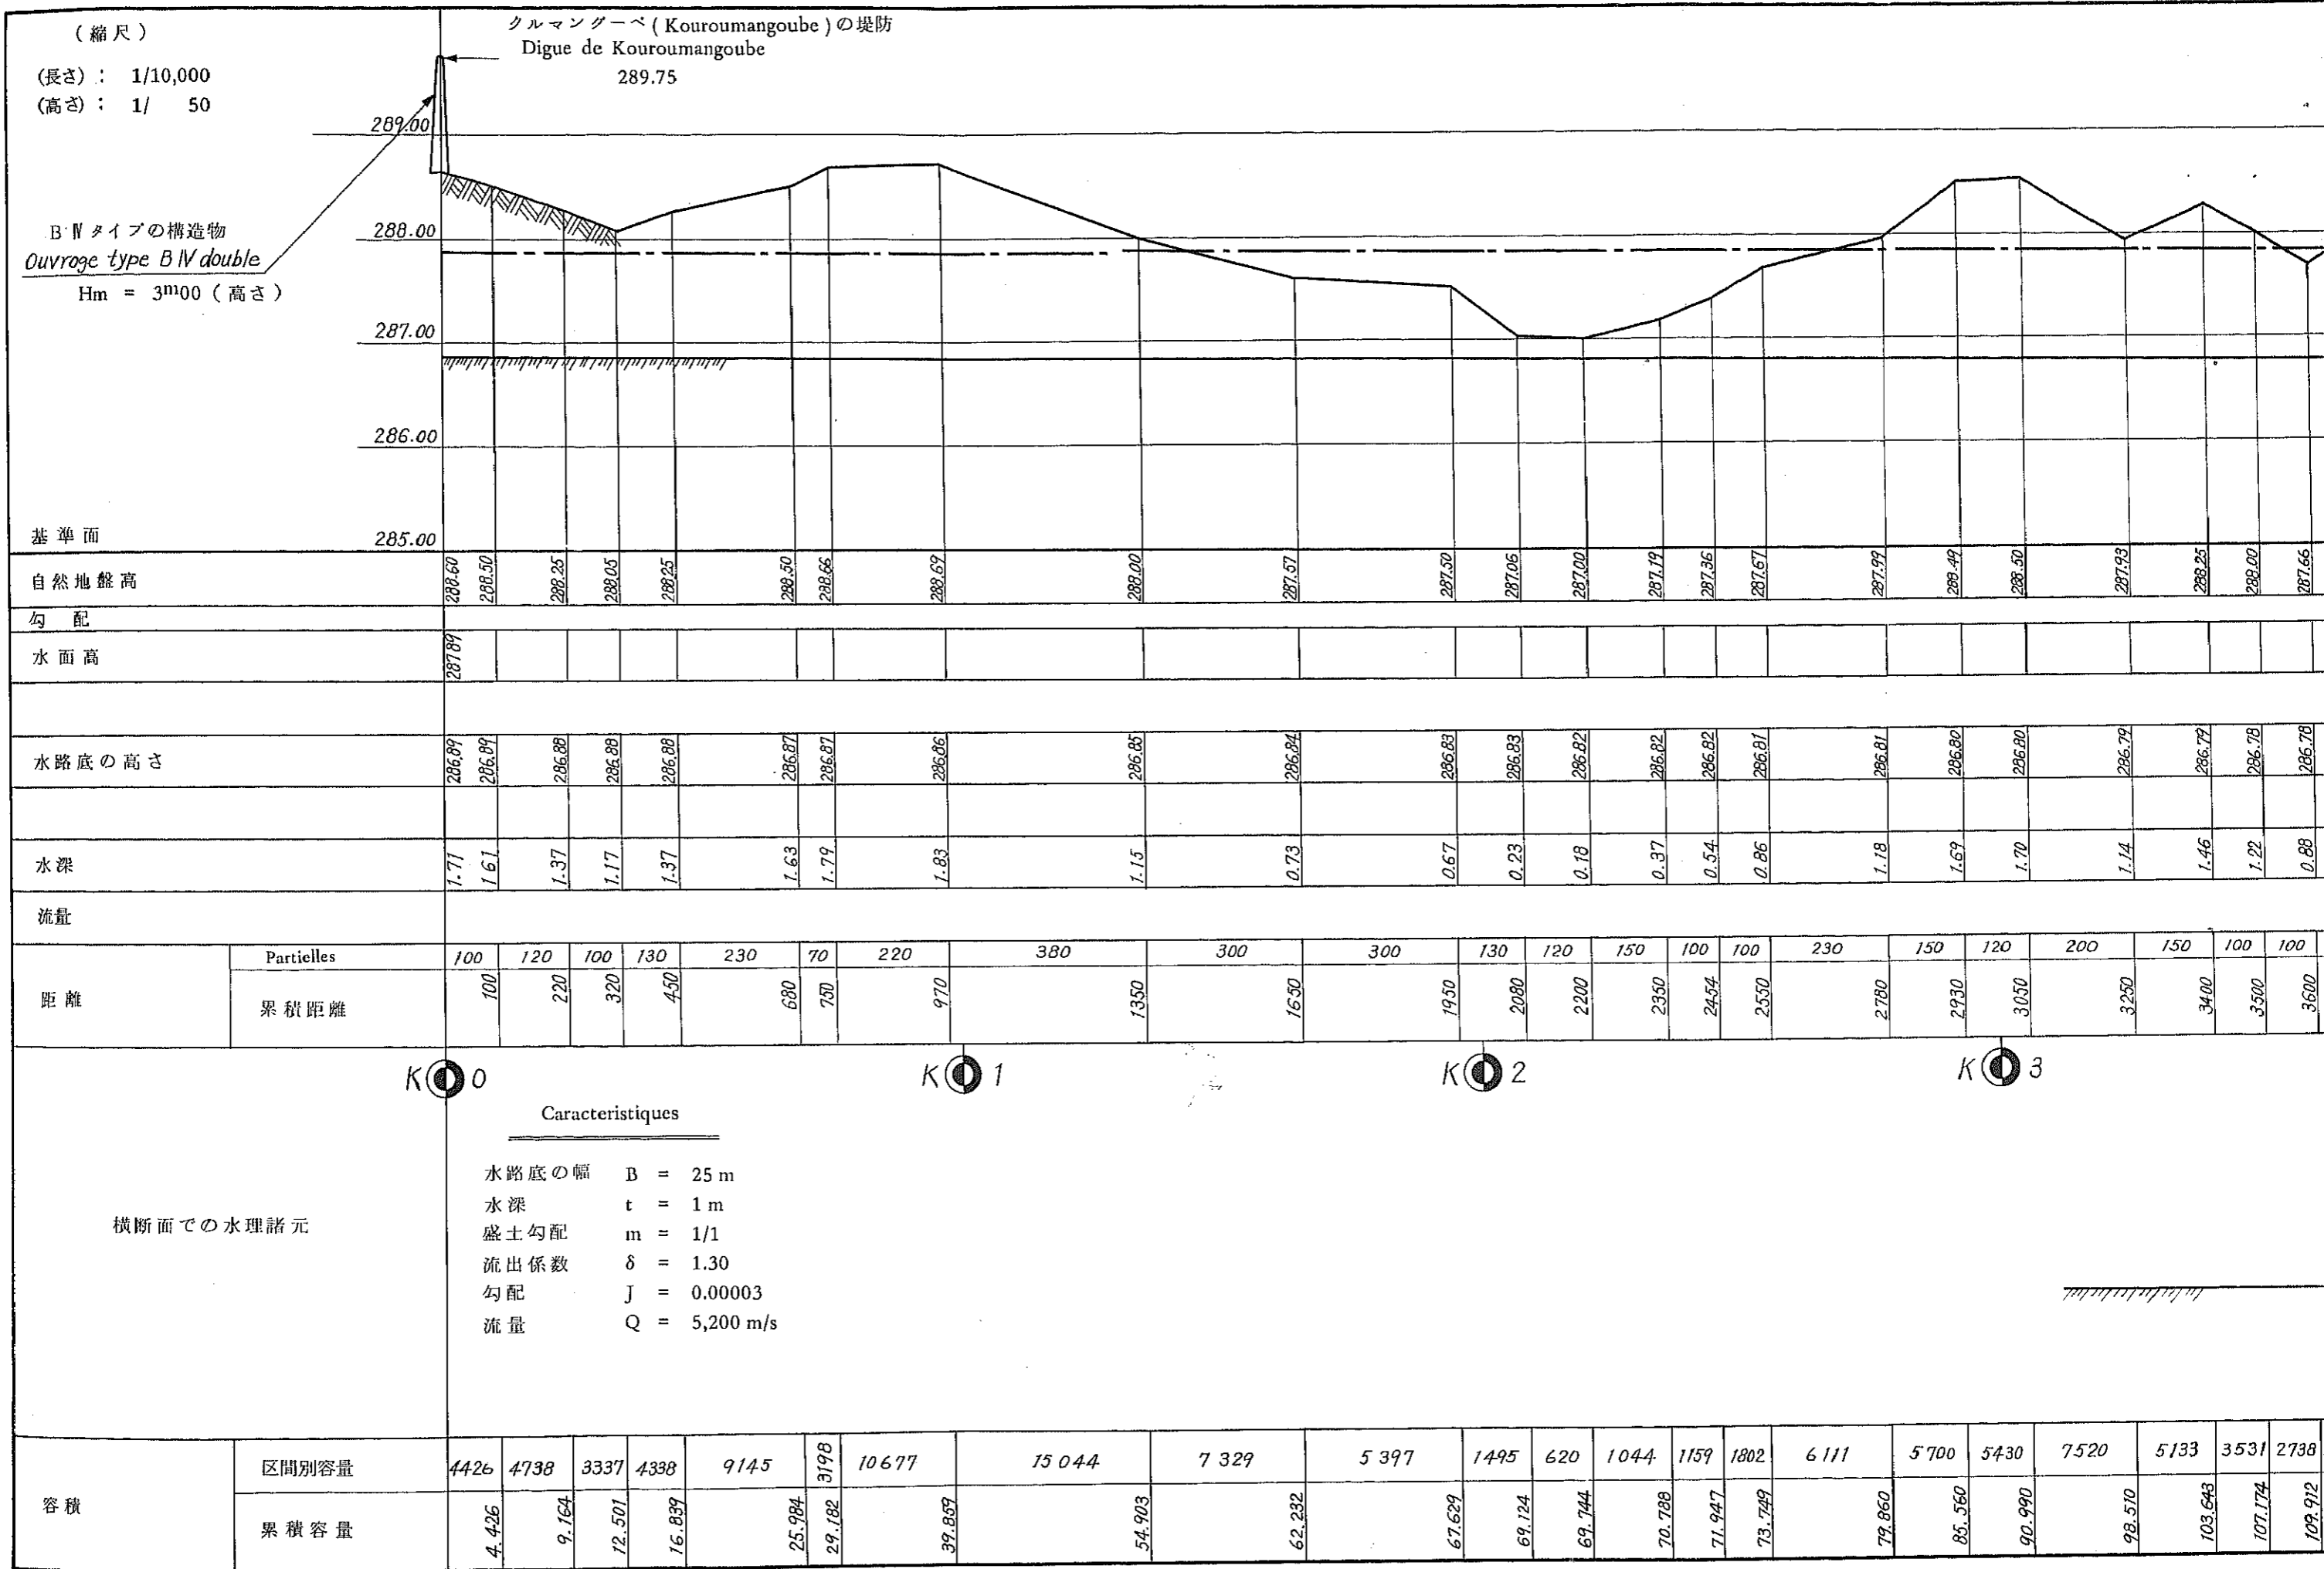 (縮尺)
(長さ): 1/10,000
(高さ): 1/ 50
クルマングーベ ( Kouroumangoube ) の堤防
Digue de Kouroumangoube
289.75
289.00
B Ⅳ タイプの構造物
Ouvroge type B IV double
Hm = 3m00 (高さ)
288.00
287.00
286.00
基準面 285.00
自然地盤高 288.60 288.50 288.25 288.05 288.25 288.50 288.66 288.69 288.00 287.57 287.50 287.06 287.00 287.19 287.36 287.67 287.99 288.49 288.50 287.93 288.25 288.00 287.66
勾配
水面高 28789
水路底の高さ 286.89 286.89 286.88 286.88 286.88 286.87 286.87 286.86 286.85 286.84 286.83 286.83 286.82 286.82 286.82 286.81 286.81 286.80 286.80 286.79 286.79 286.78 286.78
水深 1.71 1.61 1.37 1.17 1.37 1.63 1.79 1.83 1.15 0.73 0.67 0.23 0.18 0.37 0.54 0.86 1.18 1.69 1.70 1.14 1.46 1.22 0.88
流量
距離
Partielles 100 120 100 130 230 70 220 380 300 300 130 120 150 100 100 230 150 120 200 150 100 100
累積距離 100 220 320 450 680 750 970 1350 1650 1950 2080 2200 2350 2454 2550 2780 2930 3050 3250 3400 3500 3600
K 0 K 1 K 2 K 3
横断面での水理諸元
Caracteristiques
水路底の幅 B = 25 m
水深 t = 1 m
盛土勾配 m = 1/1
流出係数 δ = 1.30
勾配 J = 0.00003
流量 Q = 5,200 m/s
容積
区間別容量 4426 4738 3337 4338 9145 3198 10677 15044 7329 5397 1495 620 1044 1159 1802 6111 5700 5430 7520 5133 3531 2738
累積容量 4.426 9.164 12.501 16.839 25.984 29.182 39.859 54.903 62.232 67.629 69.124 69.744 70.788 71.947 73.749 79.860 85.560 90.990 98.510 103.643 107.174 109.912